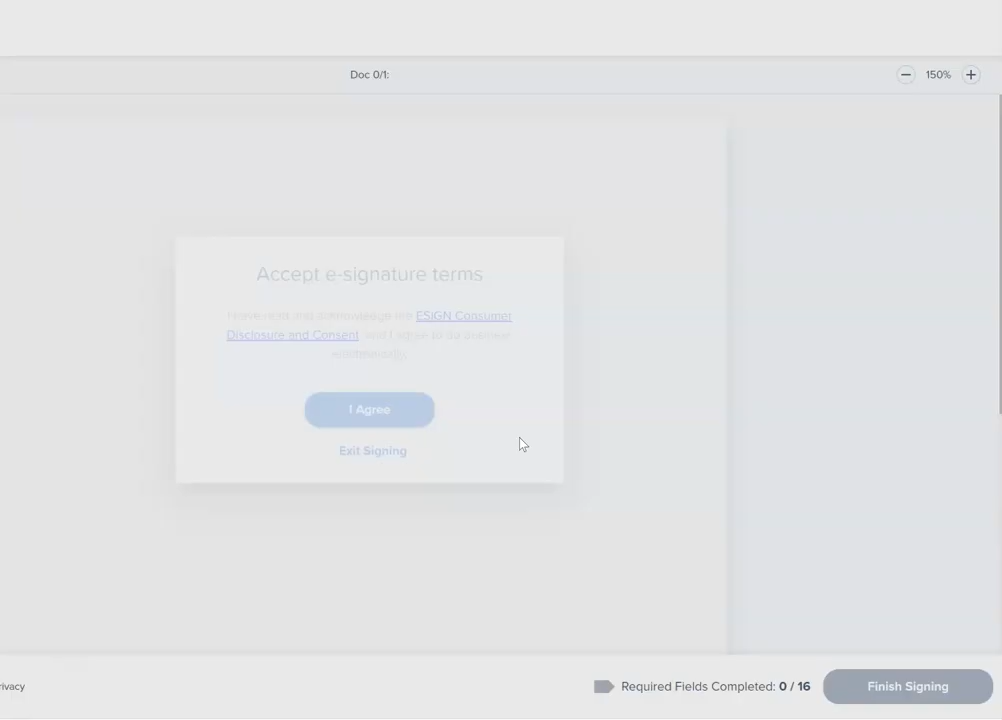 Doc 0/1:
150%
Accept e-signature terms
I have read and acknowledge the ESIGN Consumer
Disclosure and Consent, and I agree to do business
electronically.
I Agree
Exit Signing
rivacy
Required Fields Completed: 0 / 16
Finish Signing